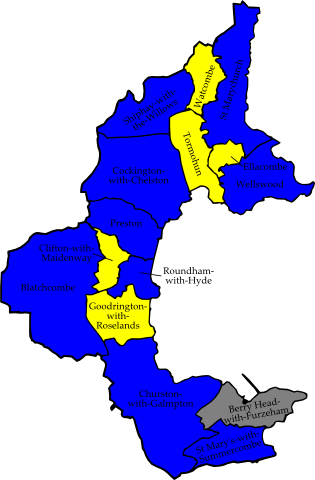 Shiphay-with-
the-Willows
Watcombe
St Marychurch
Tormohun
Ellacombe
Wellswood
Cockington-
with-Chelston
Preston
Clifton-with-
Maidenway
Roundham-
with-Hyde
Blatchcombe
Goodrington-
with-
Roselands
Churston-
with-Galmpton
Berry Head-
with-Furzeham
St Mary's-with-
Summercombe